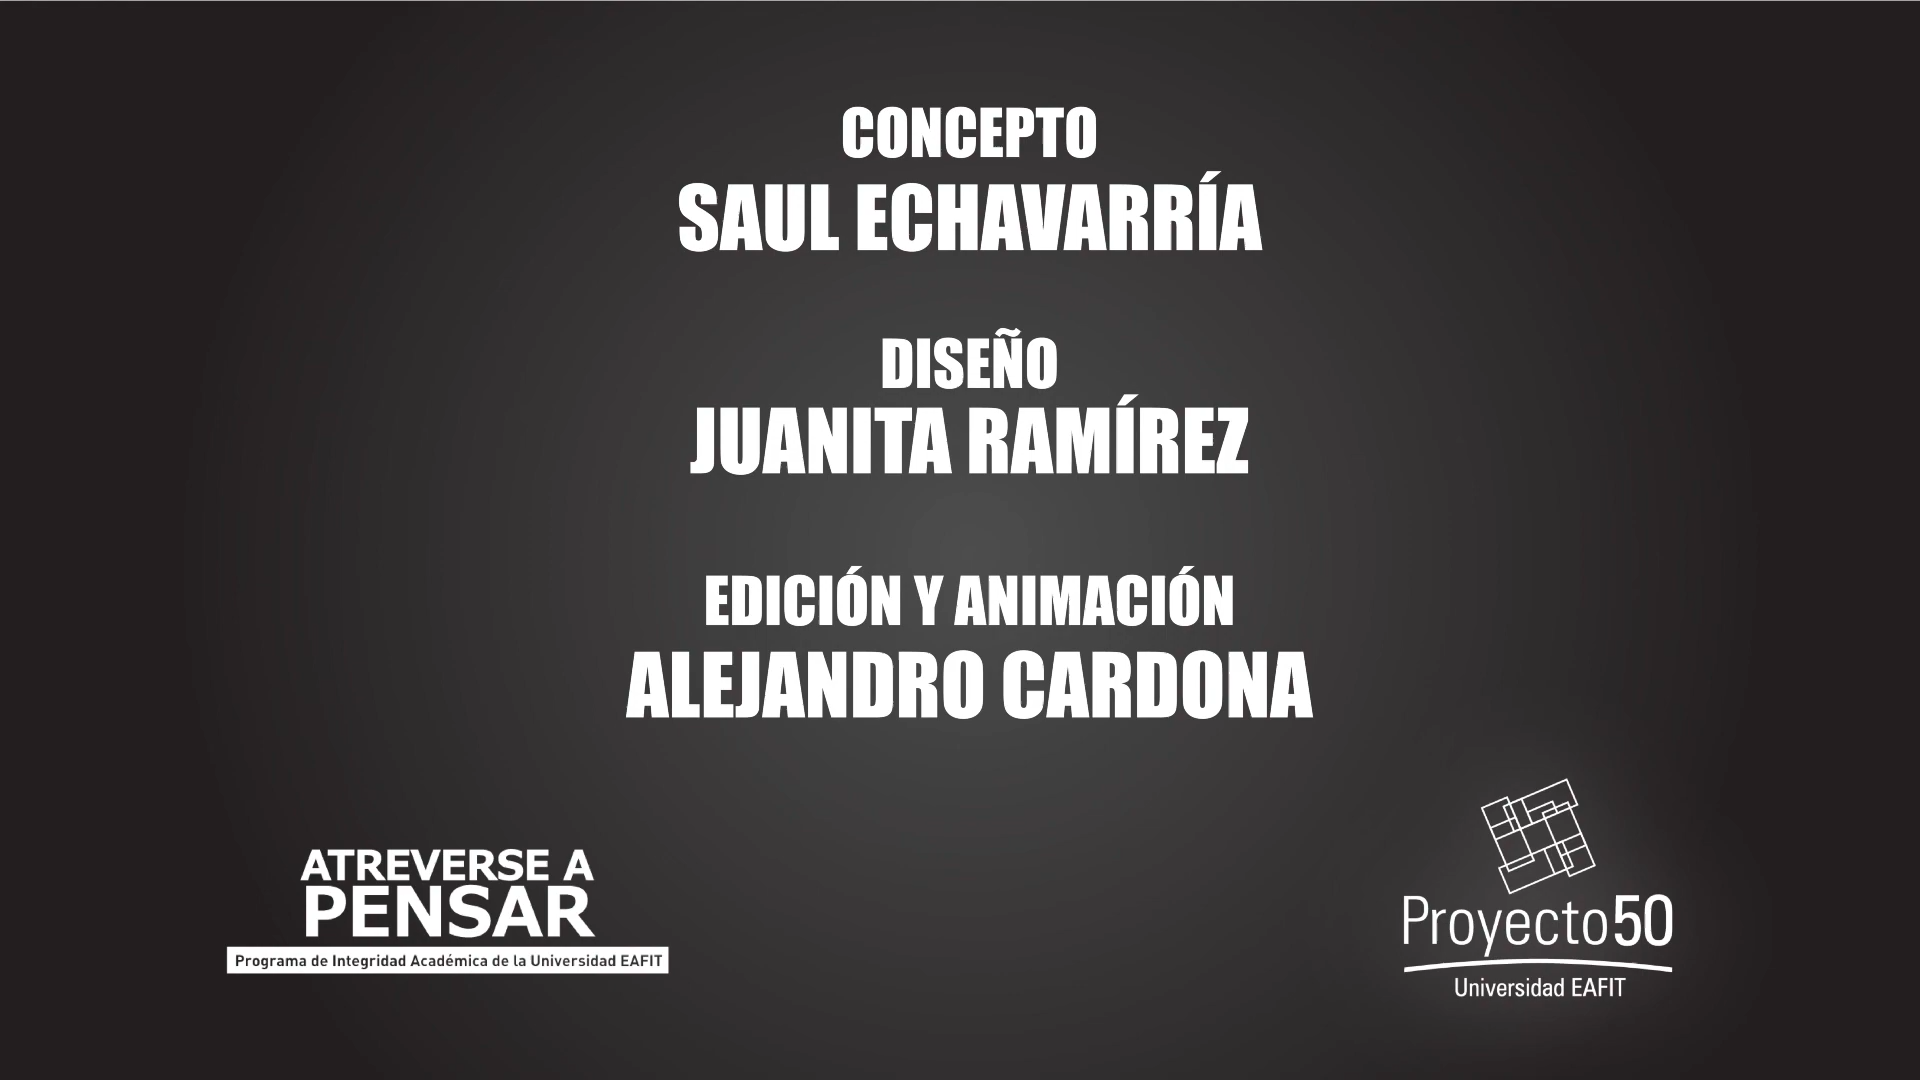 CONCEPTO
SAUL ECHAVARRÍA
DISEÑO
JUANITA RAMÍREZ
EDICIÓN Y ANIMACIÓN
ALEJANDRO CARDONA
ATREVERSE A
PENSAR
Programa de Integridad Académica de la Universidad EAFIT
Proyecto50
Universidad EAFIT